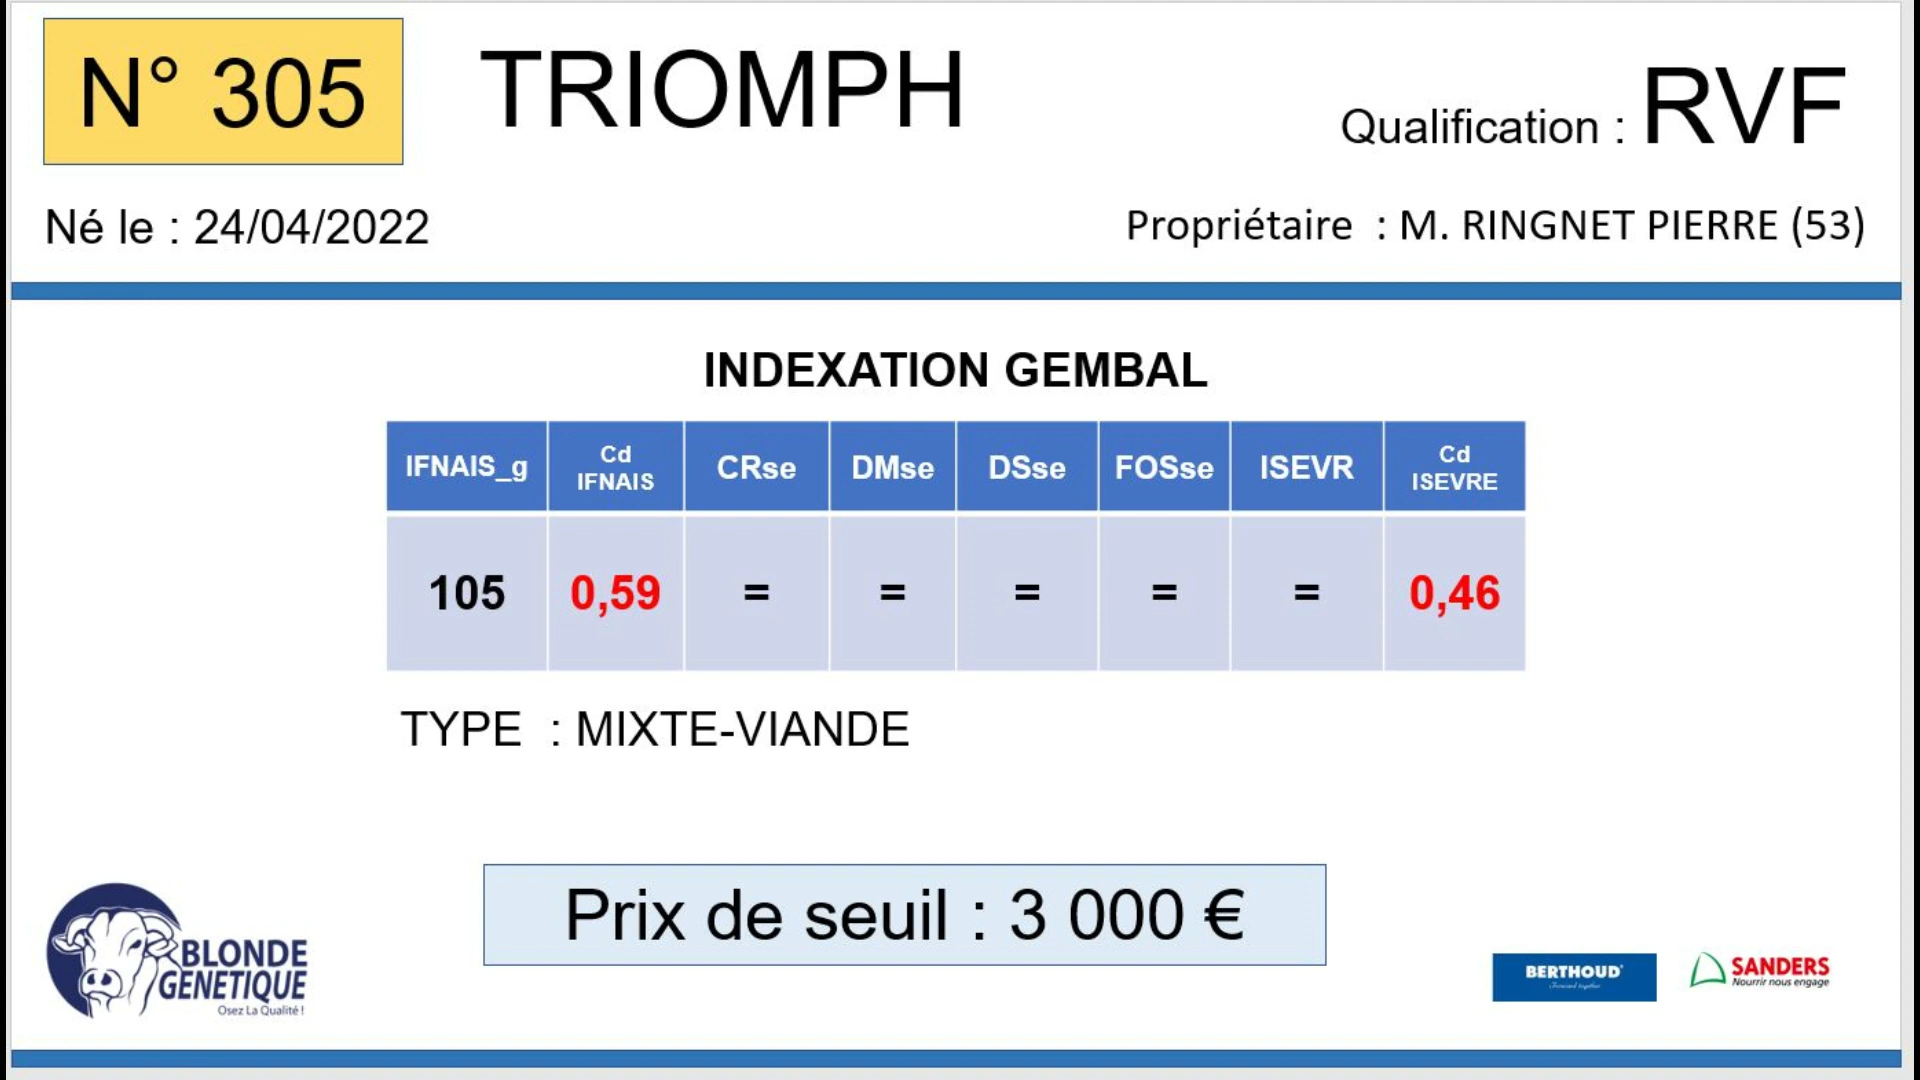 N° 305
TRIOMPH
Qualification : RVF
Né le : 24/04/2022
Propriétaire : M. RINGNET PIERRE (53)
INDEXATION GEMBAL
IFNAIS_g Cd IFNAIS CRse DMse DSse FOSse ISEVR Cd ISEVRE
105 0,59 = = = = = 0,46
TYPE : MIXTE-VIANDE
Prix de seuil : 3 000 €
BLONDE
GENETIQUE
Osez La Qualité !
BERTHOUD
SANDERS
Nourrir nous engage